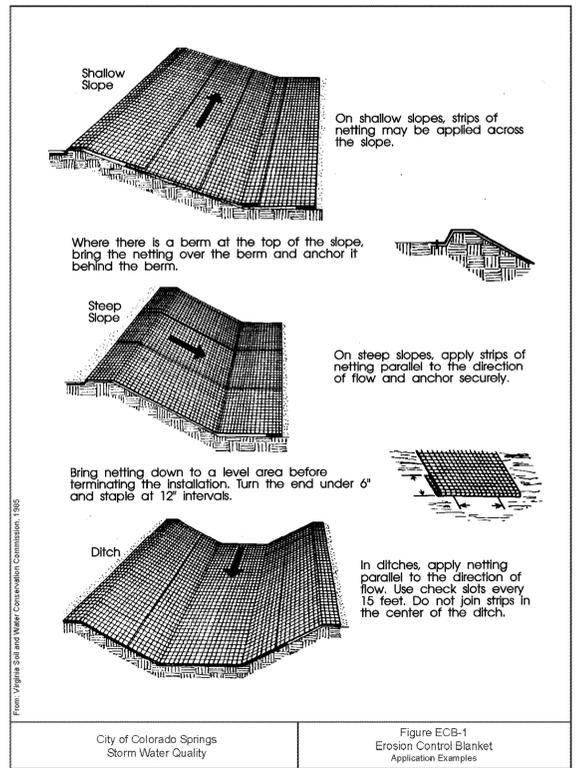 Shallow
Slope
On shallow slopes, strips of
netting may be applied across
the slope.
Where there is a berm at the top of the slope,
bring the netting over the berm and anchor it
behind the berm.
Steep
Slope
On steep slopes, apply strips of
netting parallel to the direction
of flow and anchor securely.
Bring netting down to a level area before
terminating the installation. Turn the end under 6"
and staple at 12" intervals.
Ditch
In ditches, apply netting
parallel to the direction of
flow. Use check slots every
15 feet. Do not join strips in
the center of the ditch.
From: Virginia Soil and Water Conservation Commission, 1985
City of Colorado Springs
Storm Water Quality
Figure ECB-1
Erosion Control Blanket
Application Examples